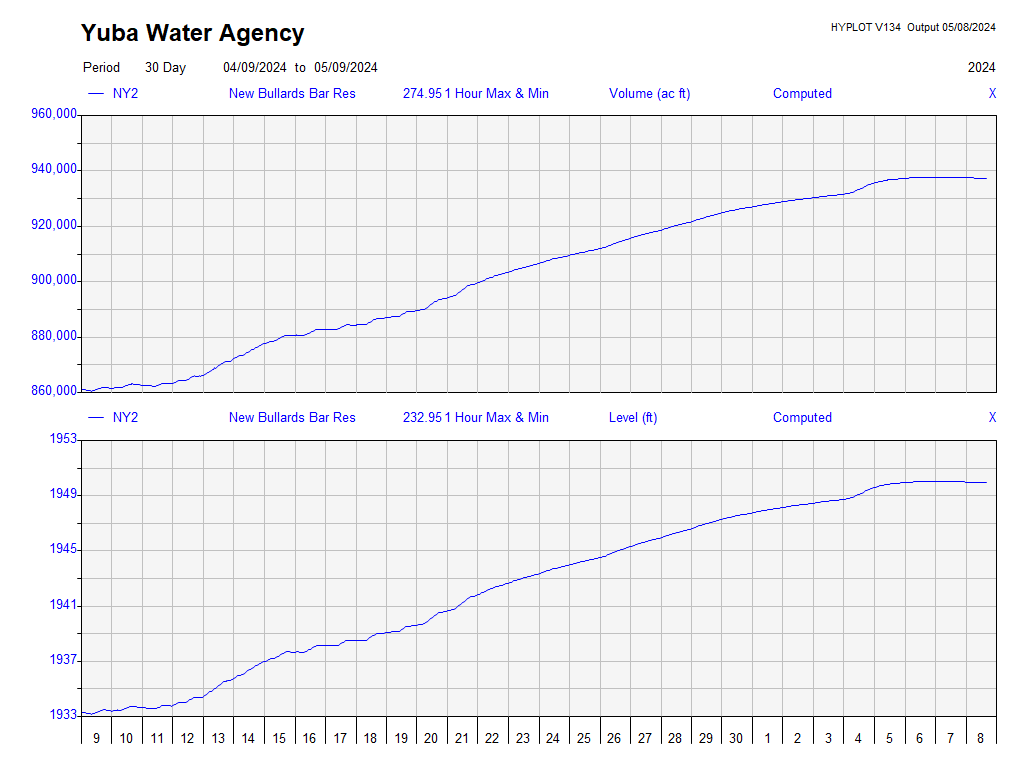 Yuba Water Agency
HYPLOT V134 Output 05/08/2024
Period 30 Day 04/09/2024 to 05/09/2024 2024
NY2 New Bullards Bar Res 274.95 1 Hour Max & Min Volume (ac ft) Computed X
960,000
940,000
920,000
900,000
880,000
860,000
NY2 New Bullards Bar Res 232.95 1 Hour Max & Min Level (ft) Computed X
1953
1949
1945
1941
1937
1933
9 10 11 12 13 14 15 16 17 18 19 20 21 22 23 24 25 26 27 28 29 30 1 2 3 4 5 6 7 8